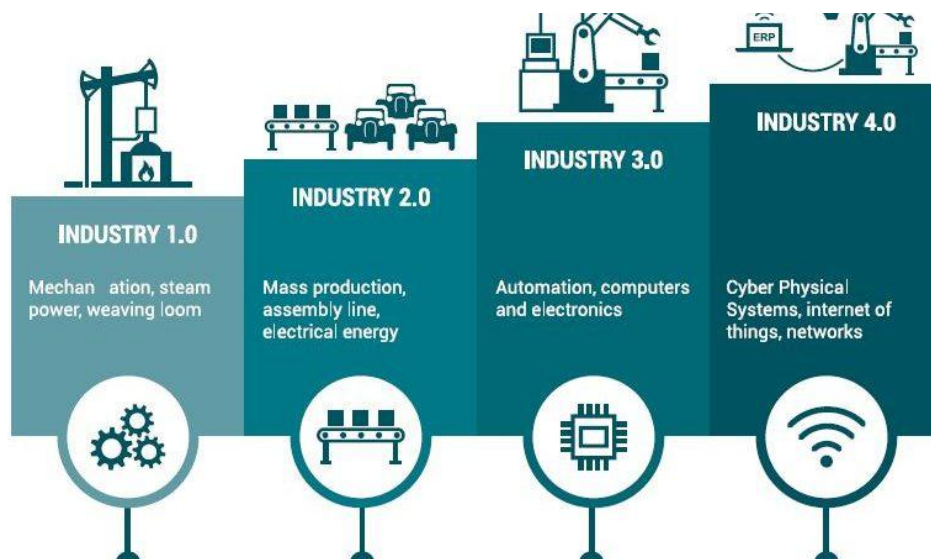 ERP
INDUSTRY 1.0
Mechan ation, steam
power, weaving loom
INDUSTRY 2.0
Mass production,
assembly line,
electrical energy
INDUSTRY 3.0
Automation, computers
and electronics
INDUSTRY 4.0
Cyber Physical
Systems, internet of
things, networks